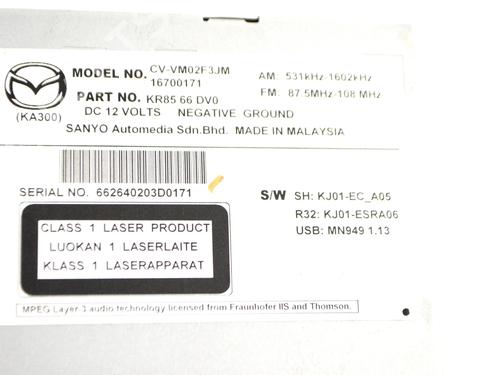 MODEL NO. CV-VM02F3JM
16700171
AM: 531kHz-1602kHz
PART NO. KR85 66 DV0
FM: 87.5MHz-108 MHz
(KA300)
DC 12 VOLTS NEGATIVE GROUND
SANYO Automedia Sdn.Bhd. MADE IN MALAYSIA
SERIAL NO. 662640203D0171
S/W SH: KJ01-EC_A05
R32: KJ01-ESRA06
USB: MN949 1.13
CLASS 1 LASER PRODUCT
LUOKAN 1 LASERLAITE
KLASS 1 LASERAPPARAT
MPEG Layer-3 audio technology licensed from Fraunhofer IIS and Thomson.